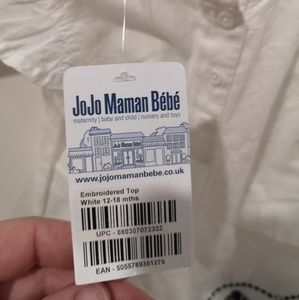 JoJo Maman Bébé
maternity | baby and child | nursery and toys
JoJo Maman Bébé
www.jojomamanbebe.co.uk
Embroidered Top
White 12-18 mths
UPC - 688307072322
EAN - 5055789351275